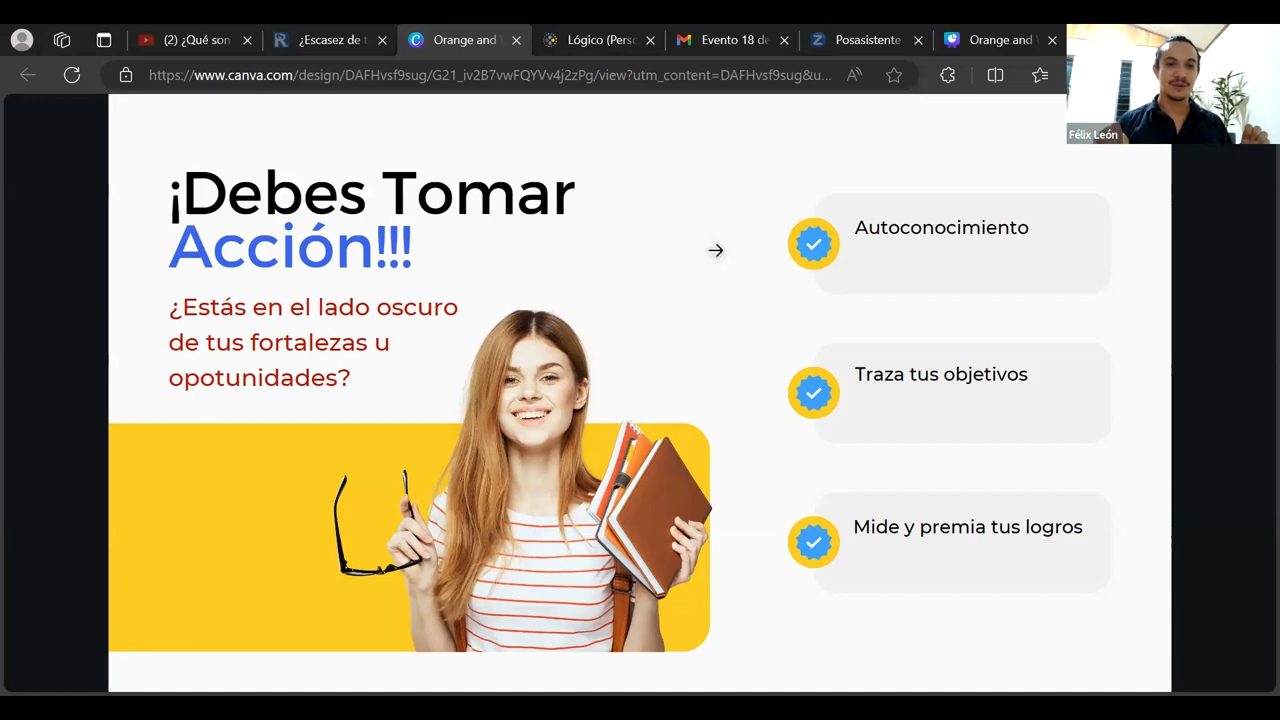 (2) ¿Qué son
¿Escasez de t
Orange and
Lógico (Perso
Evento 18 de
Posasistente
Orange and
https://www.canva.com/design/DAFHvsf9sug/G21_iv2B7vwFQYVv4j2zPg/view?utm_content=DAFHvsf9sug&u...
Félix León
¡Debes Tomar
Acción!!!
¿Estás en el lado oscuro
de tus fortalezas u
opotunidades?
Autoconocimiento
Traza tus objetivos
Mide y premia tus logros